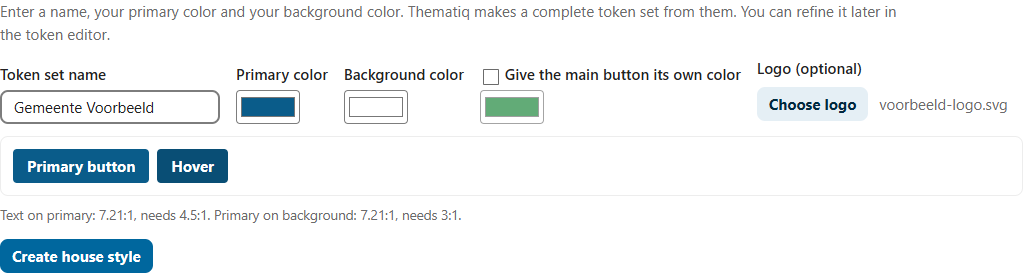 Enter a name, your primary color and your background color. Thematiq makes a complete token set from them. You can refine it later in
the token editor.
Token set name
Primary color
Background color
Give the main button its own color
Logo (optional)
Gemeente Voorbeeld
Choose logo
voorbeeld-logo.svg
Primary button
Hover
Text on primary: 7.21:1, needs 4.5:1. Primary on background: 7.21:1, needs 3:1.
Create house style